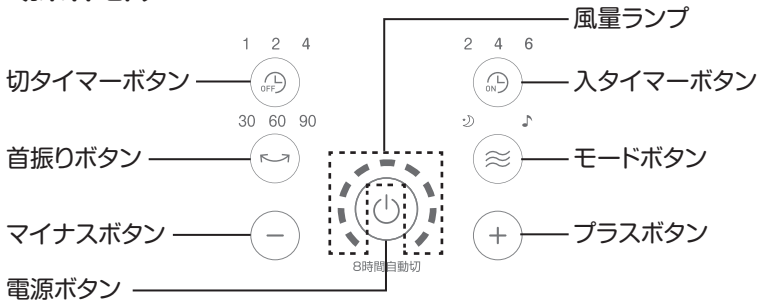 風量ランプ
1 2 4
2 4 6
切タイマーボタン
OFF
ON
入タイマーボタン
30 60 90
首振りボタン
モードボタン
マイナスボタン
プラスボタン
8時間自動切
電源ボタン